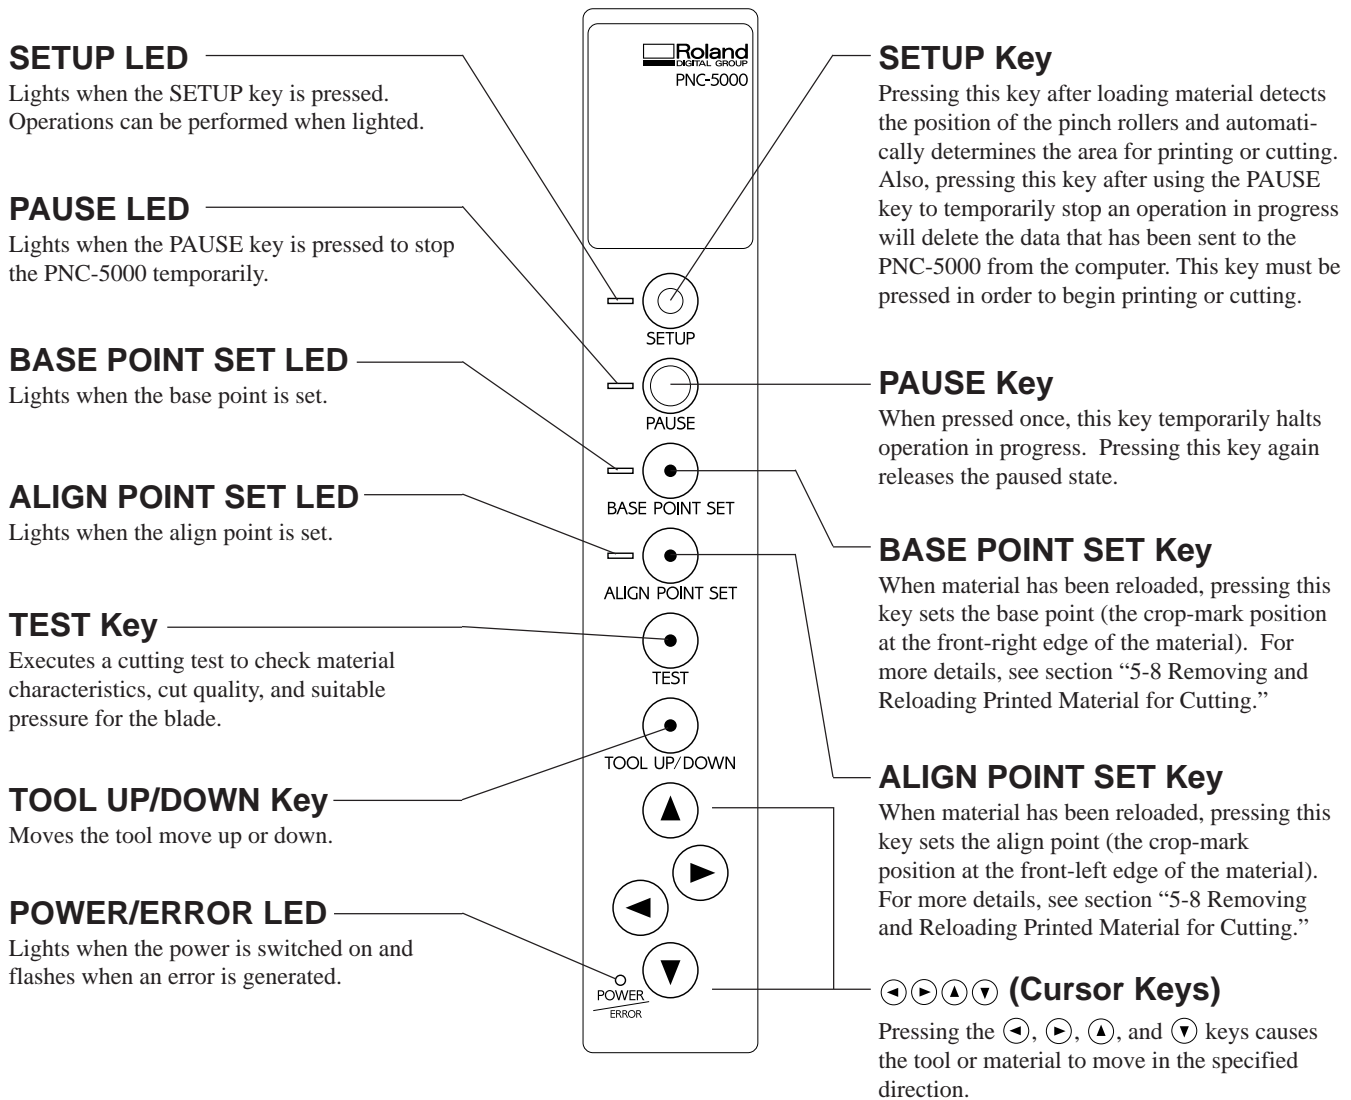 SETUP LED
Lights when the SETUP key is pressed.
Operations can be performed when lighted.
PAUSE LED
Lights when the PAUSE key is pressed to stop
the PNC-5000 temporarily.
BASE POINT SET LED
Lights when the base point is set.
ALIGN POINT SET LED
Lights when the align point is set.
TEST Key
Executes a cutting test to check material
characteristics, cut quality, and suitable
pressure for the blade.
TOOL UP/DOWN Key
Moves the tool move up or down.
POWER/ERROR LED
Lights when the power is switched on and
flashes when an error is generated.
Roland
DIGITAL GROUP
PNC-5000
SETUP
PAUSE
BASE POINT SET
ALIGN POINT SET
TEST
TOOL UP/DOWN
POWER
ERROR
SETUP Key
Pressing this key after loading material detects
the position of the pinch rollers and automati-
cally determines the area for printing or cutting.
Also, pressing this key after using the PAUSE
key to temporarily stop an operation in progress
will delete the data that has been sent to the
PNC-5000 from the computer. This key must be
pressed in order to begin printing or cutting.
PAUSE Key
When pressed once, this key temporarily halts
operation in progress.  Pressing this key again
releases the paused state.
BASE POINT SET Key
When material has been reloaded, pressing this
key sets the base point (the crop-mark position
at the front-right edge of the material).  For
more details, see section “5-8 Removing and
Reloading Printed Material for Cutting.”
ALIGN POINT SET Key
When material has been reloaded, pressing this
key sets the align point (the crop-mark
position at the front-left edge of the material).
For more details, see section “5-8 Removing
and Reloading Printed Material for Cutting.”
◄ ► ▲ ▼ (Cursor Keys)
Pressing the ◄, ►, ▲, and ▼ keys causes
the tool or material to move in the specified
direction.